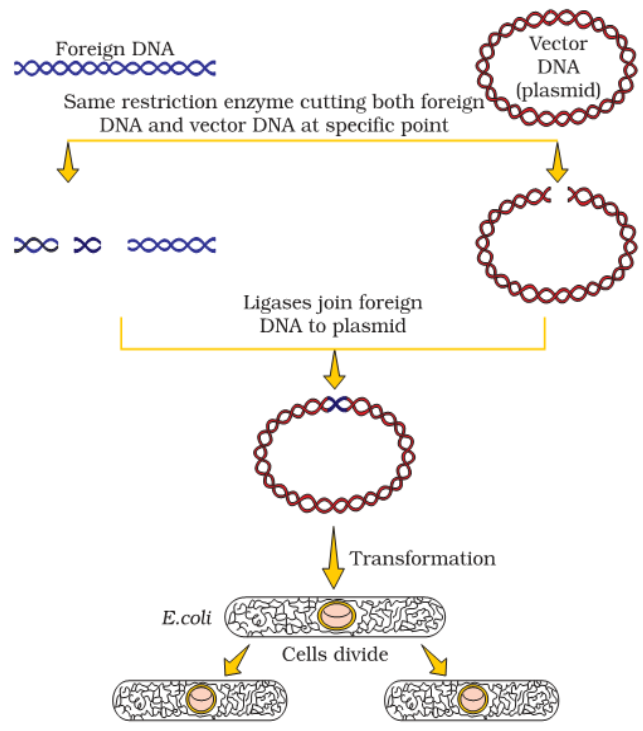 Foreign DNA
Vector
DNA
(plasmid)
Same restriction enzyme cutting both foreign
DNA and vector DNA at specific point
Ligases join foreign
DNA to plasmid
Transformation
E.coli
Cells divide